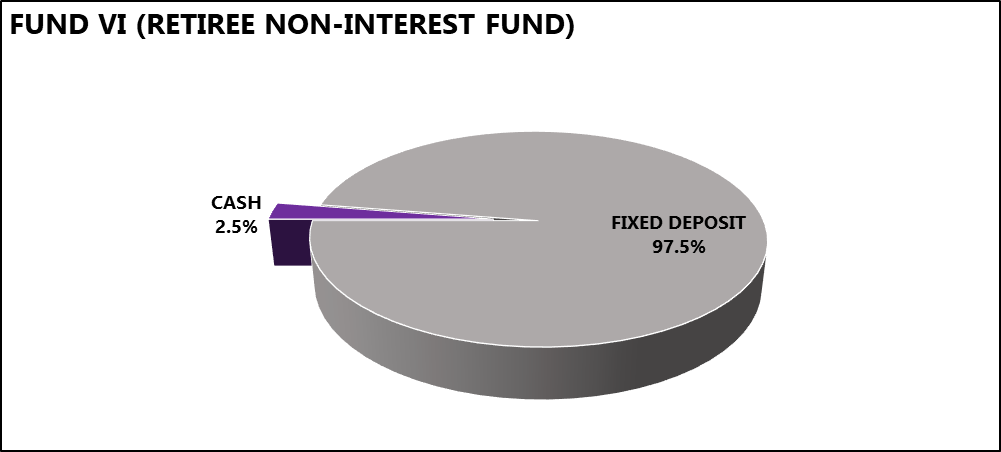 FUND VI (RETIREE NON-INTEREST FUND)
CASH
2.5%
FIXED DEPOSIT
97.5%